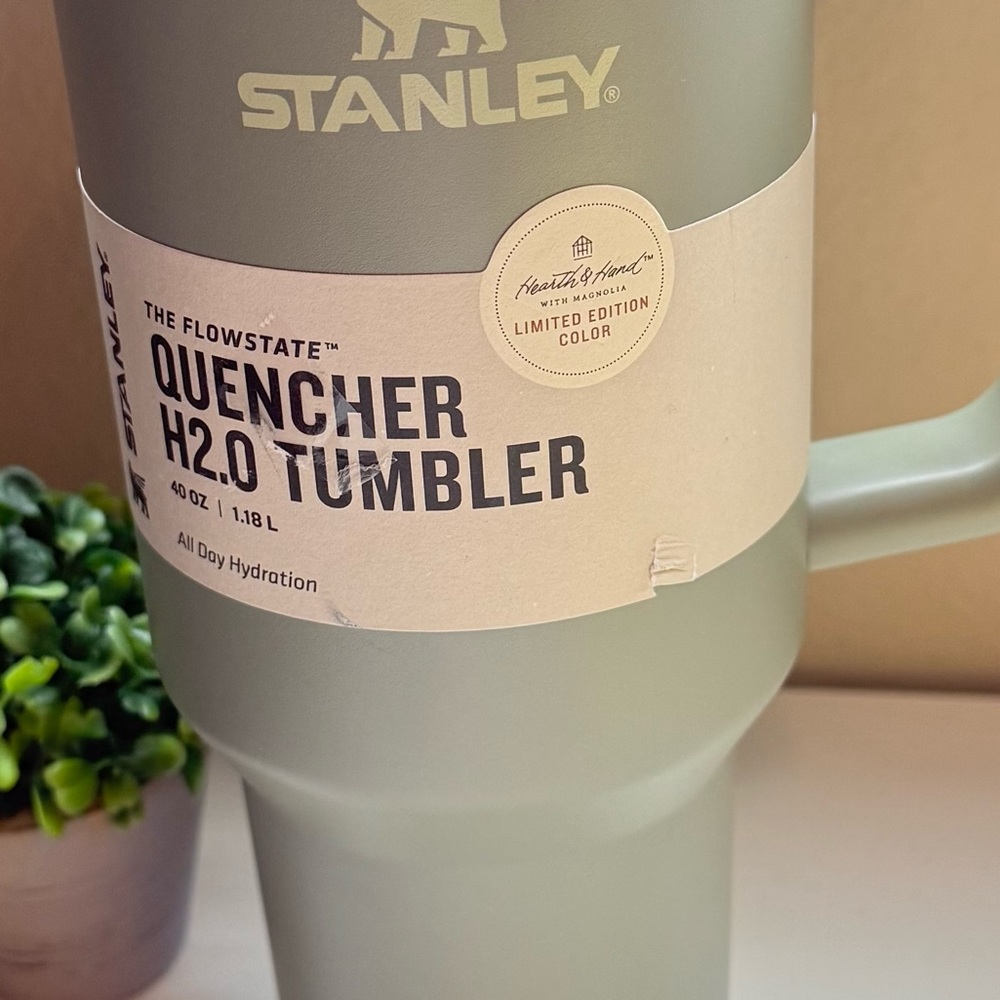 STANLEY®
Hearth & Hand™
WITH MAGNOLIA
LIMITED EDITION
COLOR
STANLEY
THE FLOWSTATE™
QUENCHER
H2.0 TUMBLER
40 OZ | 1.18 L
All Day Hydration